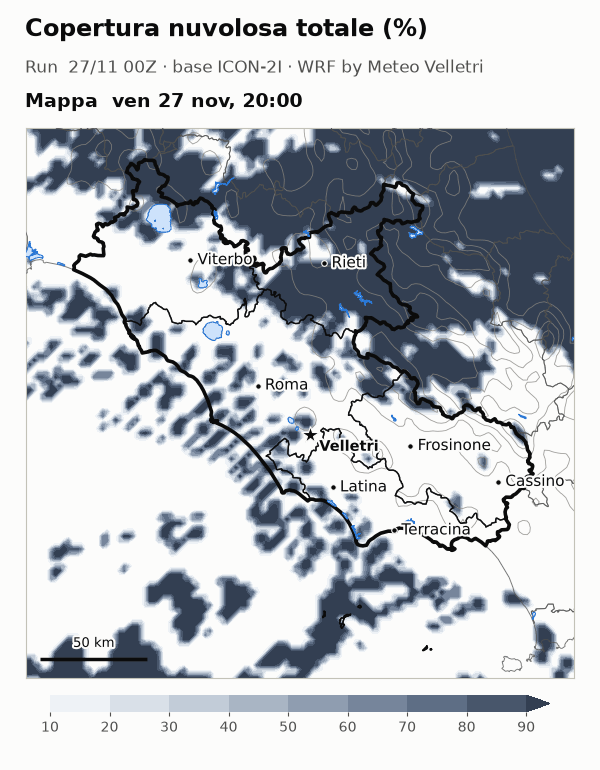 Copertura nuvolosa totale (%)
Run 27/11 00Z · base ICON-2I · WRF by Meteo Velletri
Mappa ven 27 nov, 20:00
Viterbo
Rieti
Roma
Velletri
Frosinone
Latina
Cassino
Terracina
50 km
10 20 30 40 50 60 70 80 90